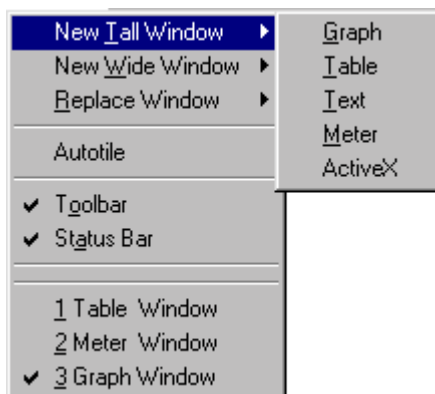 New Tall Window
New Wide Window
Replace Window
Autotile
Toolbar
Status Bar
1 Table Window
2 Meter Window
3 Graph Window
Graph
Table
Text
Meter
ActiveX